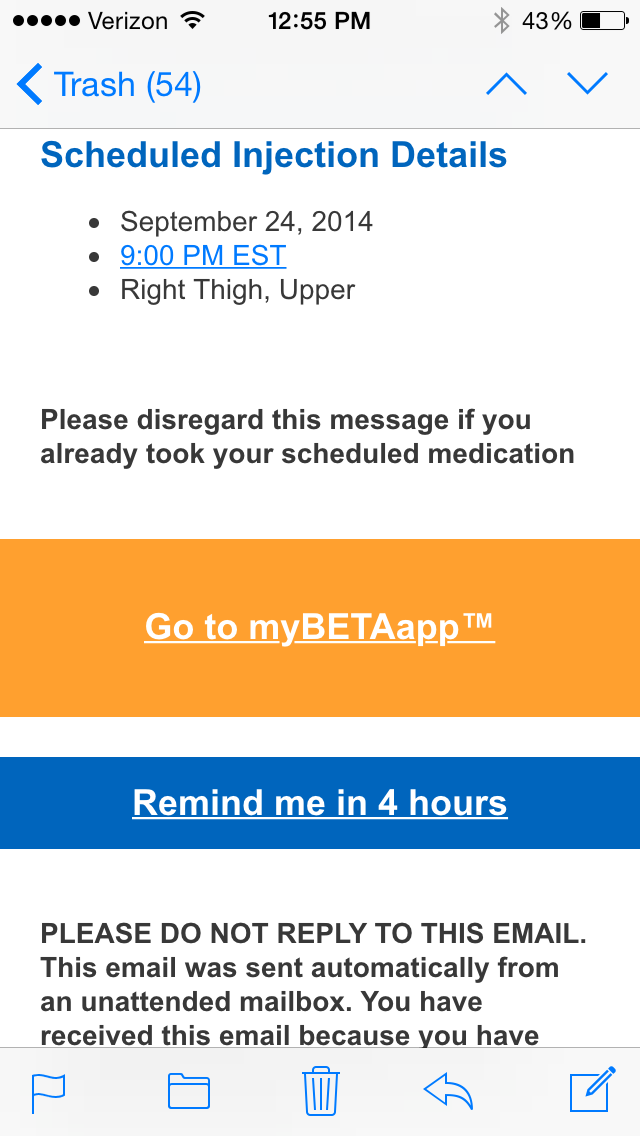 Verizon 12:55 PM 43%
Trash (54)
Scheduled Injection Details
• September 24, 2014
• 9:00 PM EST
• Right Thigh, Upper
Please disregard this message if you
already took your scheduled medication
Go to myBETAapp™
Remind me in 4 hours
PLEASE DO NOT REPLY TO THIS EMAIL.
This email was sent automatically from
an unattended mailbox. You have
received this email because you have